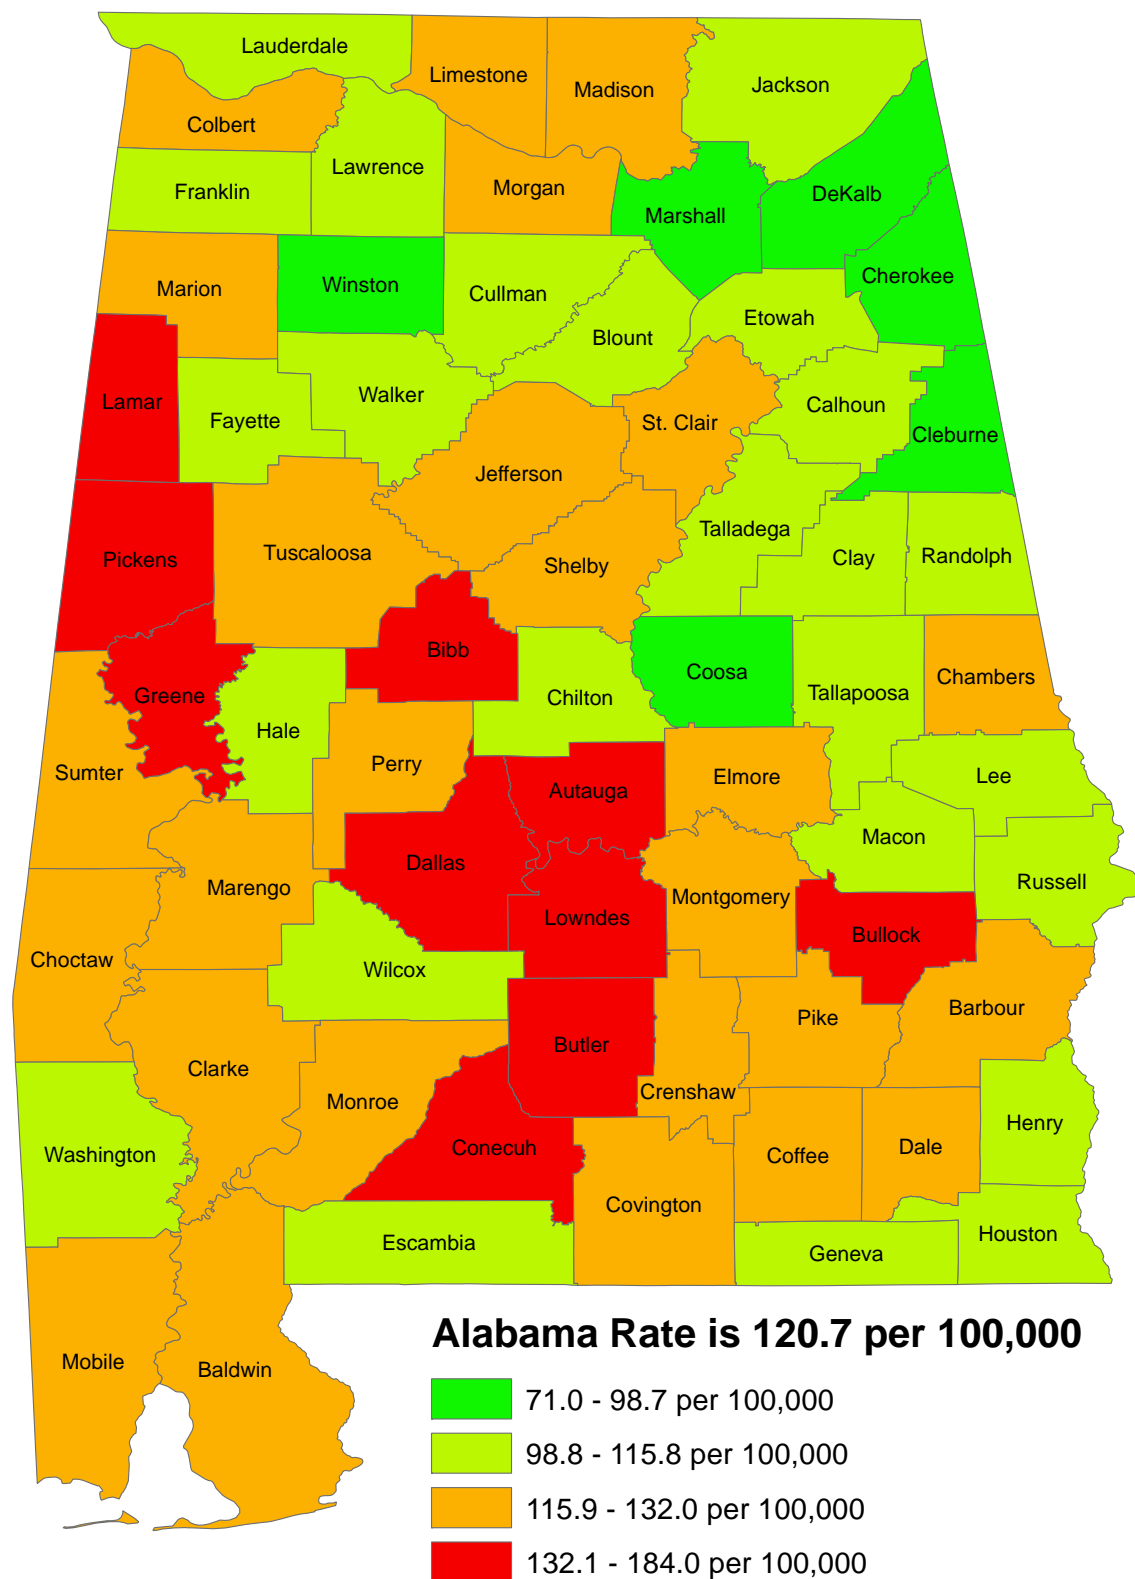 Lauderdale
Limestone
Madison
Jackson
Colbert
Lawrence
Franklin
Morgan
DeKalb
Marshall
Cherokee
Marion
Winston
Cullman
Etowah
Blount
Lamar
Walker
Calhoun
Fayette
St. Clair
Cleburne
Jefferson
Talladega
Tuscaloosa
Pickens
Shelby
Clay
Randolph
Bibb
Coosa
Chambers
Greene
Tallapoosa
Chilton
Hale
Sumter
Perry
Elmore
Lee
Autauga
Macon
Dallas
Russell
Marengo
Montgomery
Lowndes
Bullock
Choctaw
Wilcox
Barbour
Pike
Butler
Clarke
Crenshaw
Monroe
Henry
Conecuh
Dale
Washington
Coffee
Covington
Houston
Escambia
Geneva
Mobile
Baldwin
Alabama Rate is 120.7 per 100,000
71.0 - 98.7 per 100,000
98.8 - 115.8 per 100,000
115.9 - 132.0 per 100,000
132.1 - 184.0 per 100,000